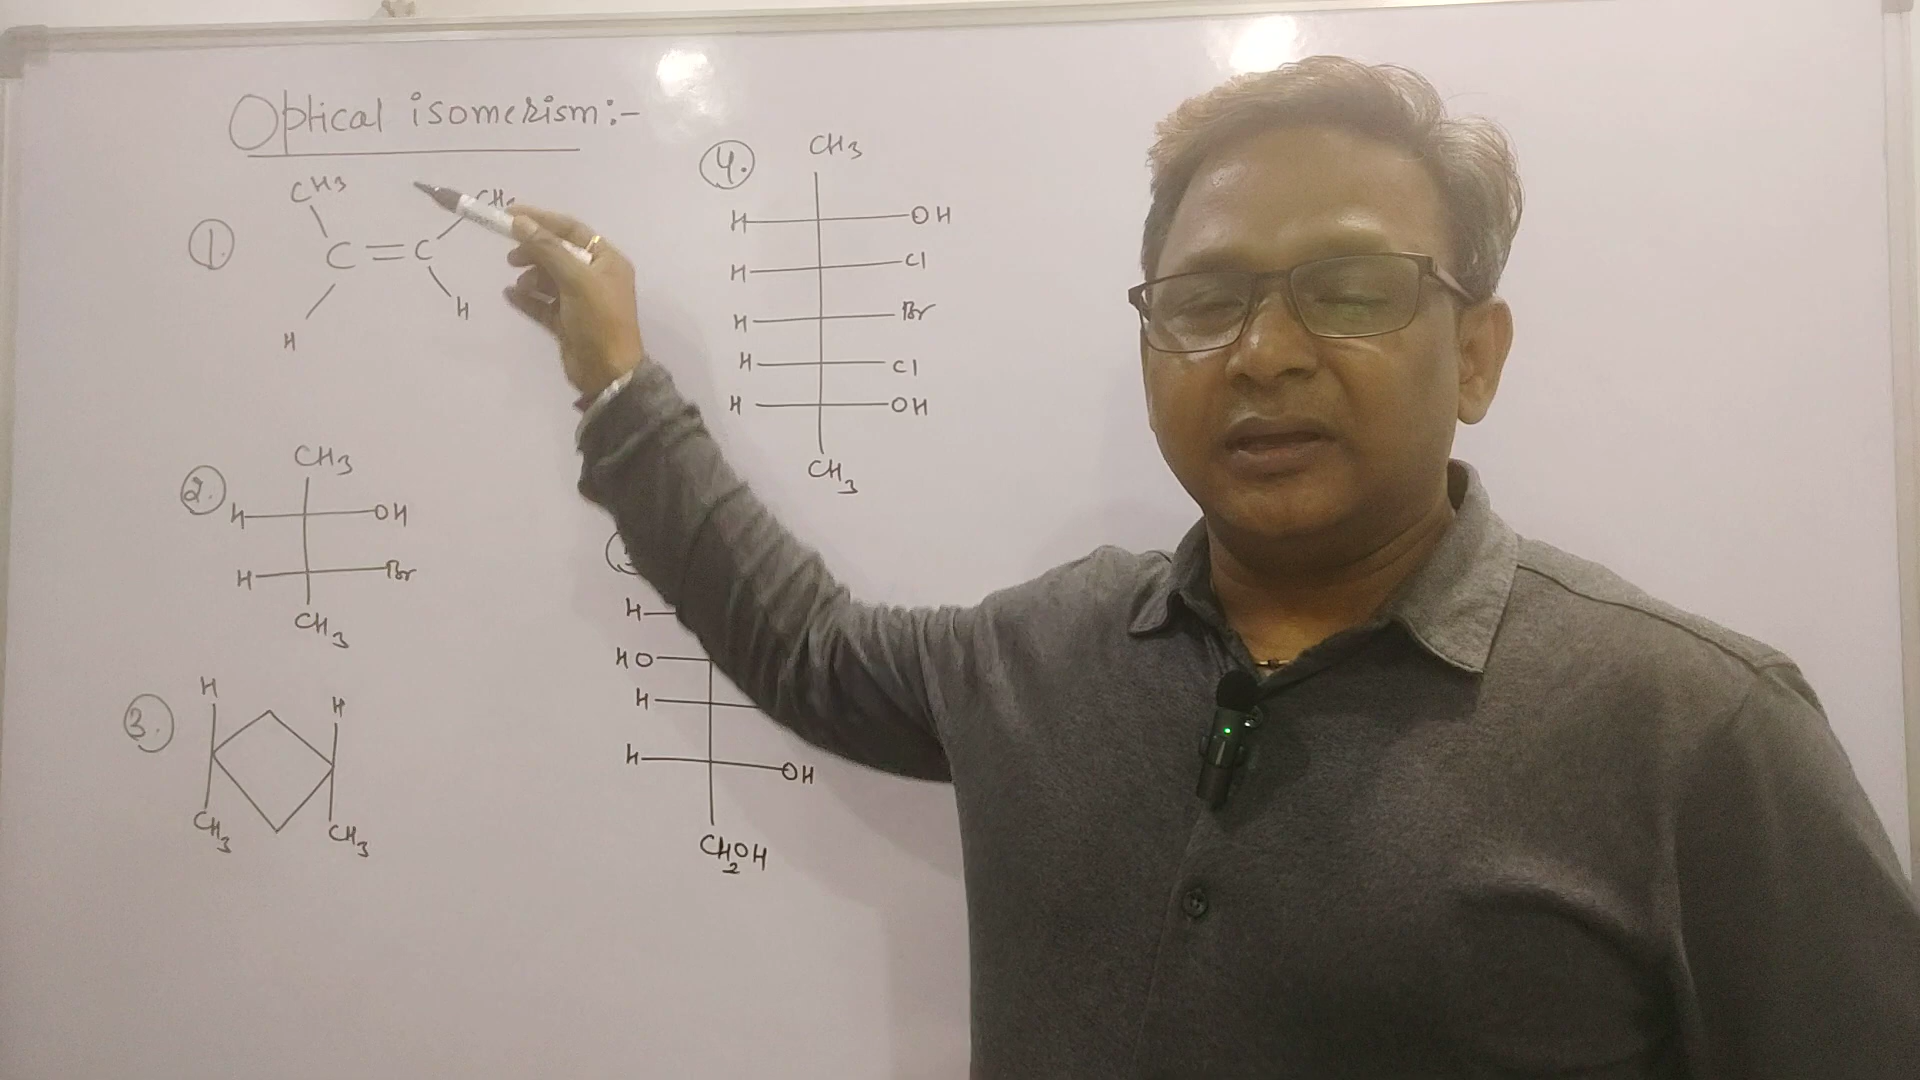 Optical isomerism:-
1.
CH3
C=C
H
H
2.
CH3
H OH
H Br
CH3
3.
H H
CH3 CH3
4.
CH3
H OH
H Cl
H Br
H Cl
H OH
CH3
H
HO
H
H OH
CH2OH